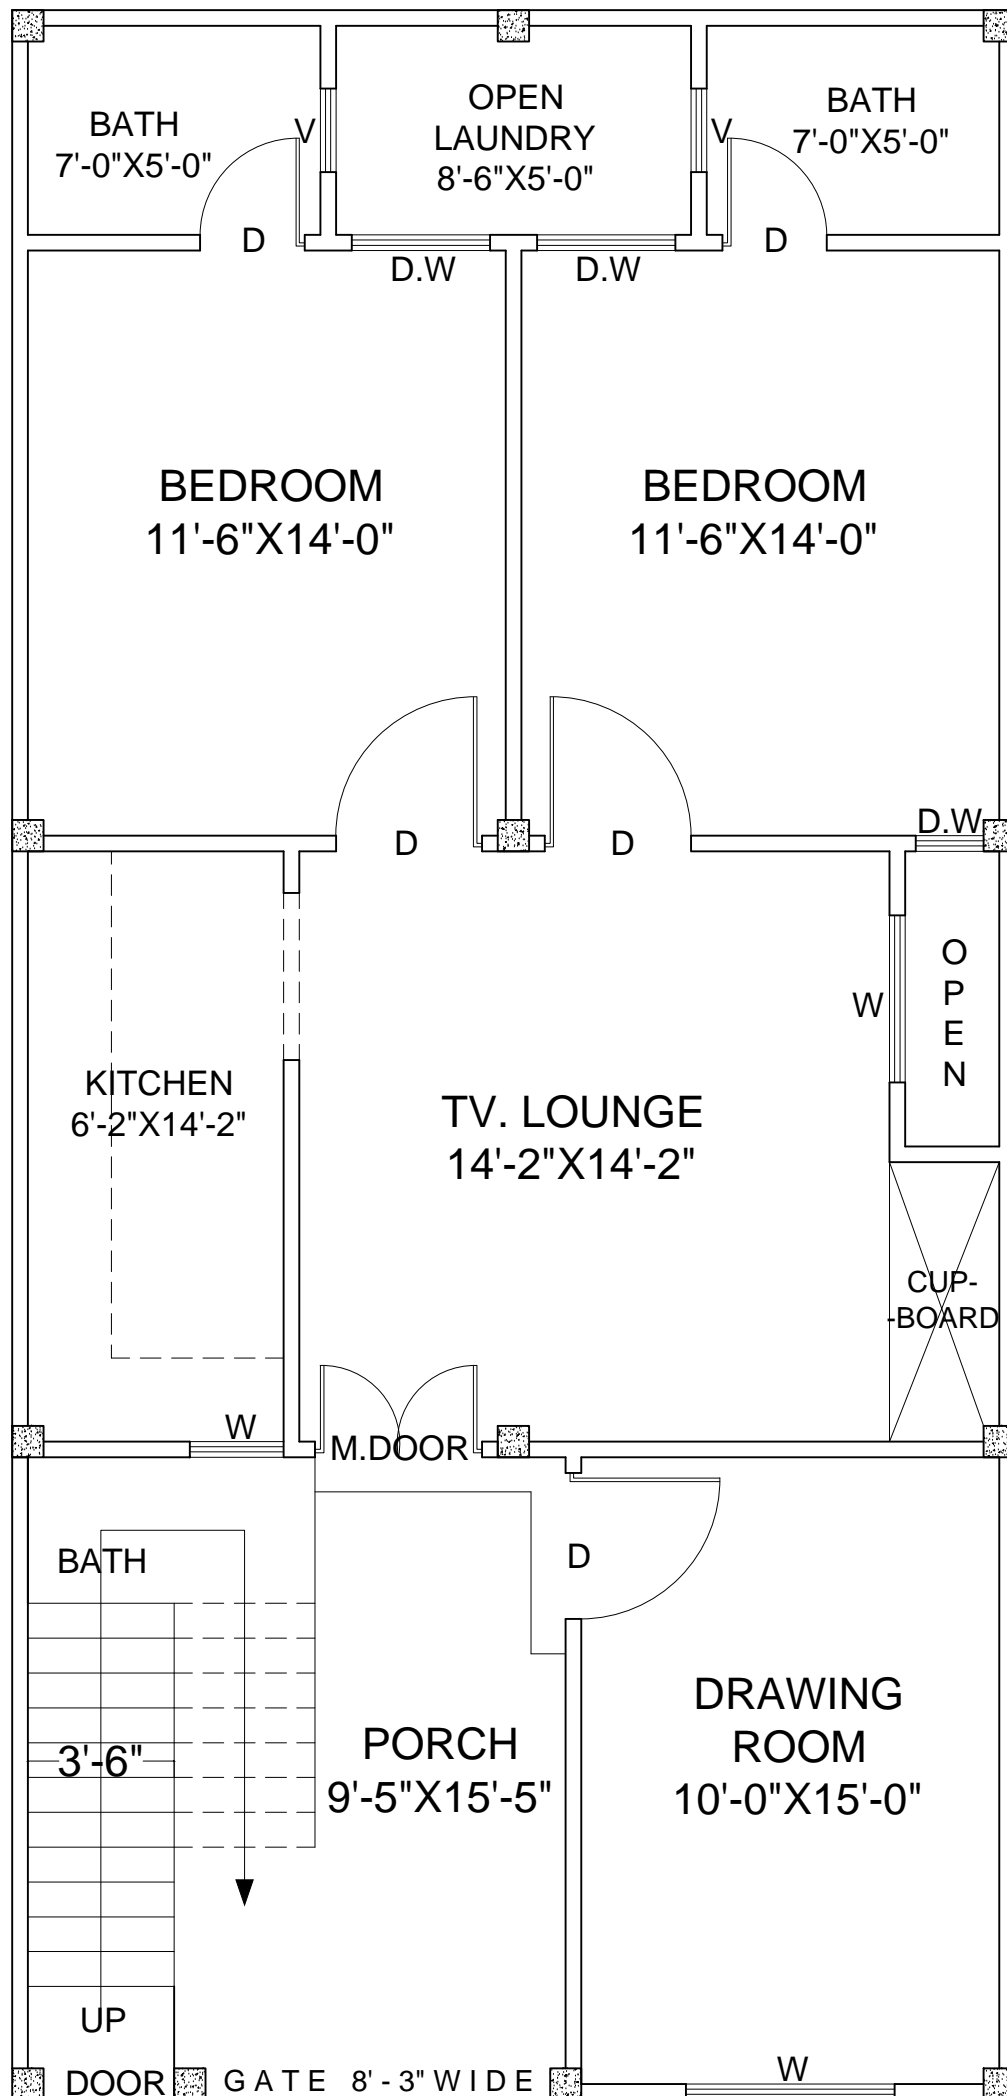 BATH
7'-0"X5'-0"
V
OPEN
LAUNDRY
8'-6"X5'-0"
V
BATH
7'-0"X5'-0"
D
D.W
D.W
D
BEDROOM
11'-6"X14'-0"
BEDROOM
11'-6"X14'-0"
D
D
D.W
KITCHEN
6'-2"X14'-2"
TV. LOUNGE
14'-2"X14'-2"
W
O
P
E
N
CUP-
-BOARD
W
M.DOOR
BATH
D
3'-6"
PORCH
9'-5"X15'-5"
DRAWING
ROOM
10'-0"X15'-0"
UP
DOOR
GATE 8'-3" WIDE
W